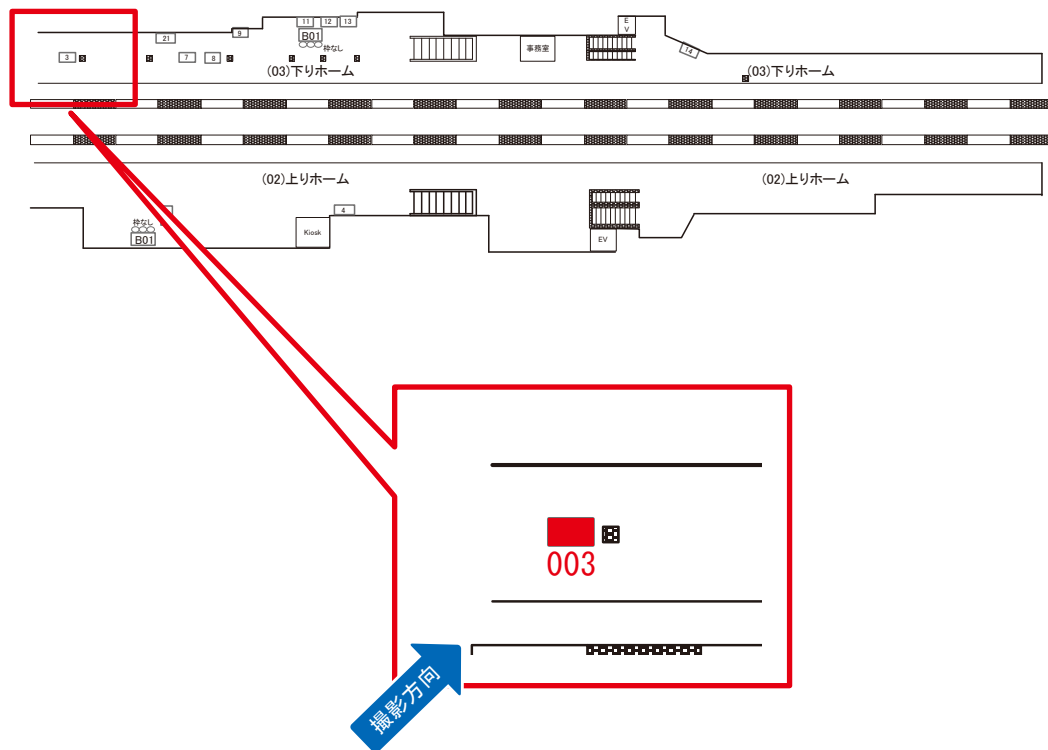 11 12 13
B01
枠なし
9
21
3
7
8
(03)下りホーム
事務室
E
V
14
(03)下りホーム
(02)上りホーム
(02)上りホーム
枠なし
B01
Kiosk
4
EV
003
撮影方向